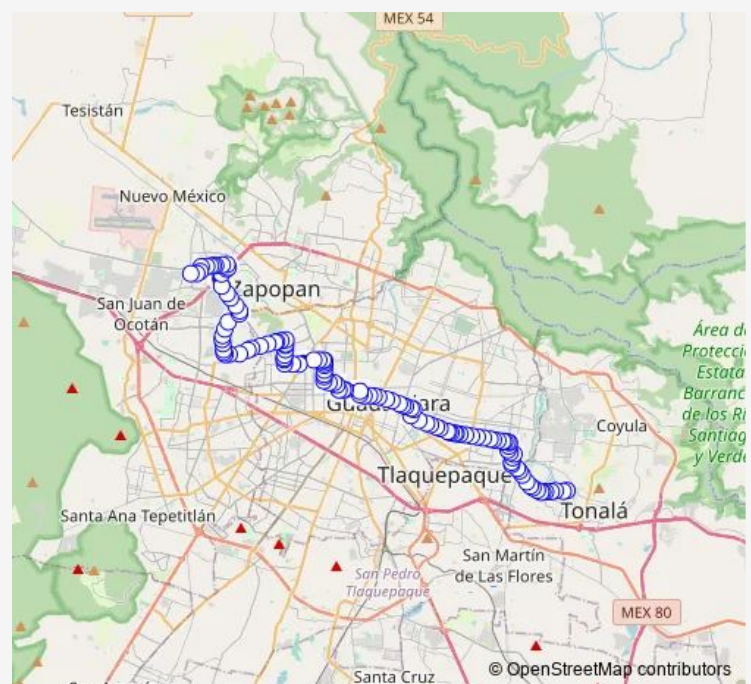 MEX 54
Tesistán
Nuevo México
Zapopan
San Juan de
Ocotán
Área d
Protecci
Estata
Barranc
de los Rí
Santiag
y Verde
Guadalajara
Coyula
Tlaquepaque
Santa Ana Tepetitlán
Tonalá
San Martín
de Las Flores
San Pedro
Tlaquepaque
MEX 80
Santa Cruz
© OpenStreetMap contributors